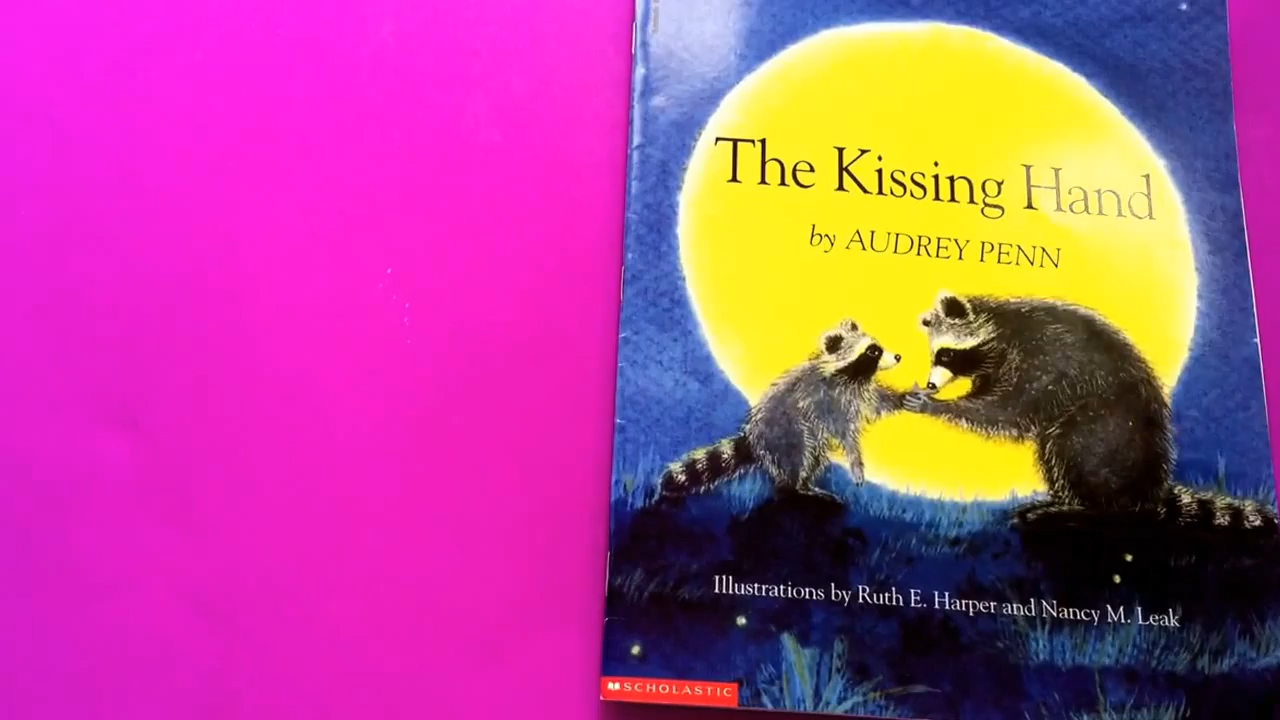 The Kissing Hand
by AUDREY PENN
Illustrations by Ruth E. Harper and Nancy M. Leak
SCHOLASTIC